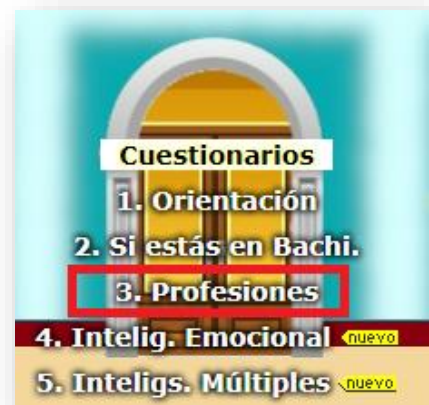 Cuestionarios
1. Orientación
2. Si estás en Bachi.
3. Profesiones
4. Intelig. Emocional nuevo
5. Inteligs. Múltiples nuevo